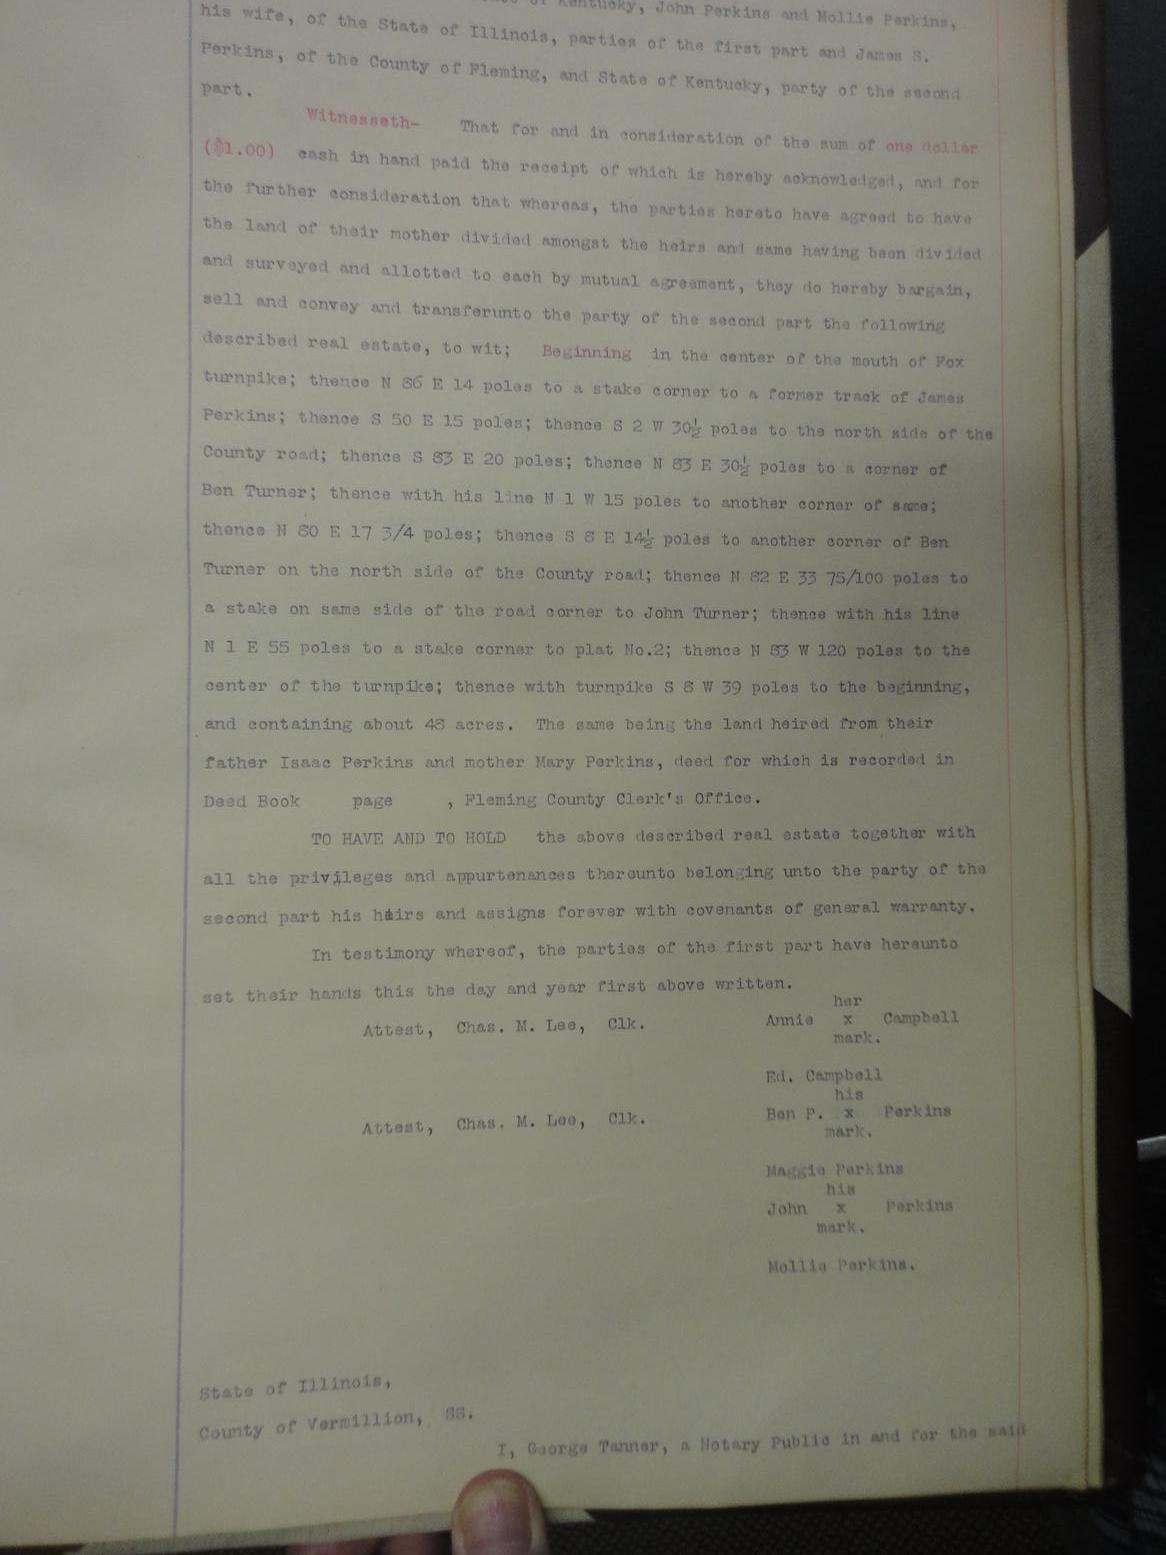 of Kentucky, John Perkins and Mollie Perkins,
his wife, of the State of Illinois, parties of the first part and James S.
Perkins, of the County of Fleming, and State of Kentucky, party of the second
part.
Witnesseth- That for and in consideration of the sum of one dollar
($1.00) cash in hand paid the receipt of which is hereby acknowledged, and for
the further consideration that whereas, the parties hereto have agreed to have
the land of their mother divided amongst the heirs and same having been divided
and surveyed and allotted to each by mutual agreement, they do hereby bargain,
sell and convey and transferunto the party of the second part the following
described real estate, to wit; Beginning in the center of the mouth of Fox
turnpike; thence N 86 E 14 poles to a stake corner to a former track of James
Perkins; thence S 50 E 15 poles; thence S 2 W 30½ poles to the north side of the
County road; thence S 83 E 20 poles; thence N 83 E 30½ poles to a corner of
Ben Turner; thence with his line N 1 W 15 poles to another corner of same;
thence N 80 E 17 3/4 poles; thence S 8 E 14½ poles to another corner of Ben
Turner on the north side of the County road; thence N 82 E 33 75/100 poles to
a stake on same side of the road corner to John Turner; thence with his line
N 1 E 55 poles to a stake corner to plat No.2; thence N 83 W 120 poles to the
center of the turnpike; thence with turnpike S 8 W 39 poles to the beginning,
and containing about 48 acres. The same being the land heired from their
father Isaac Perkins and mother Mary Perkins, deed for which is recorded in
Deed Book page , Fleming County Clerk's Office.
TO HAVE AND TO HOLD the above described real estate together with
all the privileges and appurtenances thereunto belonging unto the party of the
second part his heirs and assigns forever with covenants of general warranty.
In testimony whereof, the parties of the first part have hereunto
set their hands this the day and year first above written.
her
Attest, Chas. M. Lee, Clk. Annie x Campbell
mark.
Ed. Campbell
his
Attest, Chas. M. Lee, Clk. Ben P. x Perkins
mark.
Maggie Perkins
his
John x Perkins
mark.
Mollie Perkins.
State of Illinois,
County of Vermillion, SS.
I, George Tanner, a Notary Public in and for the said